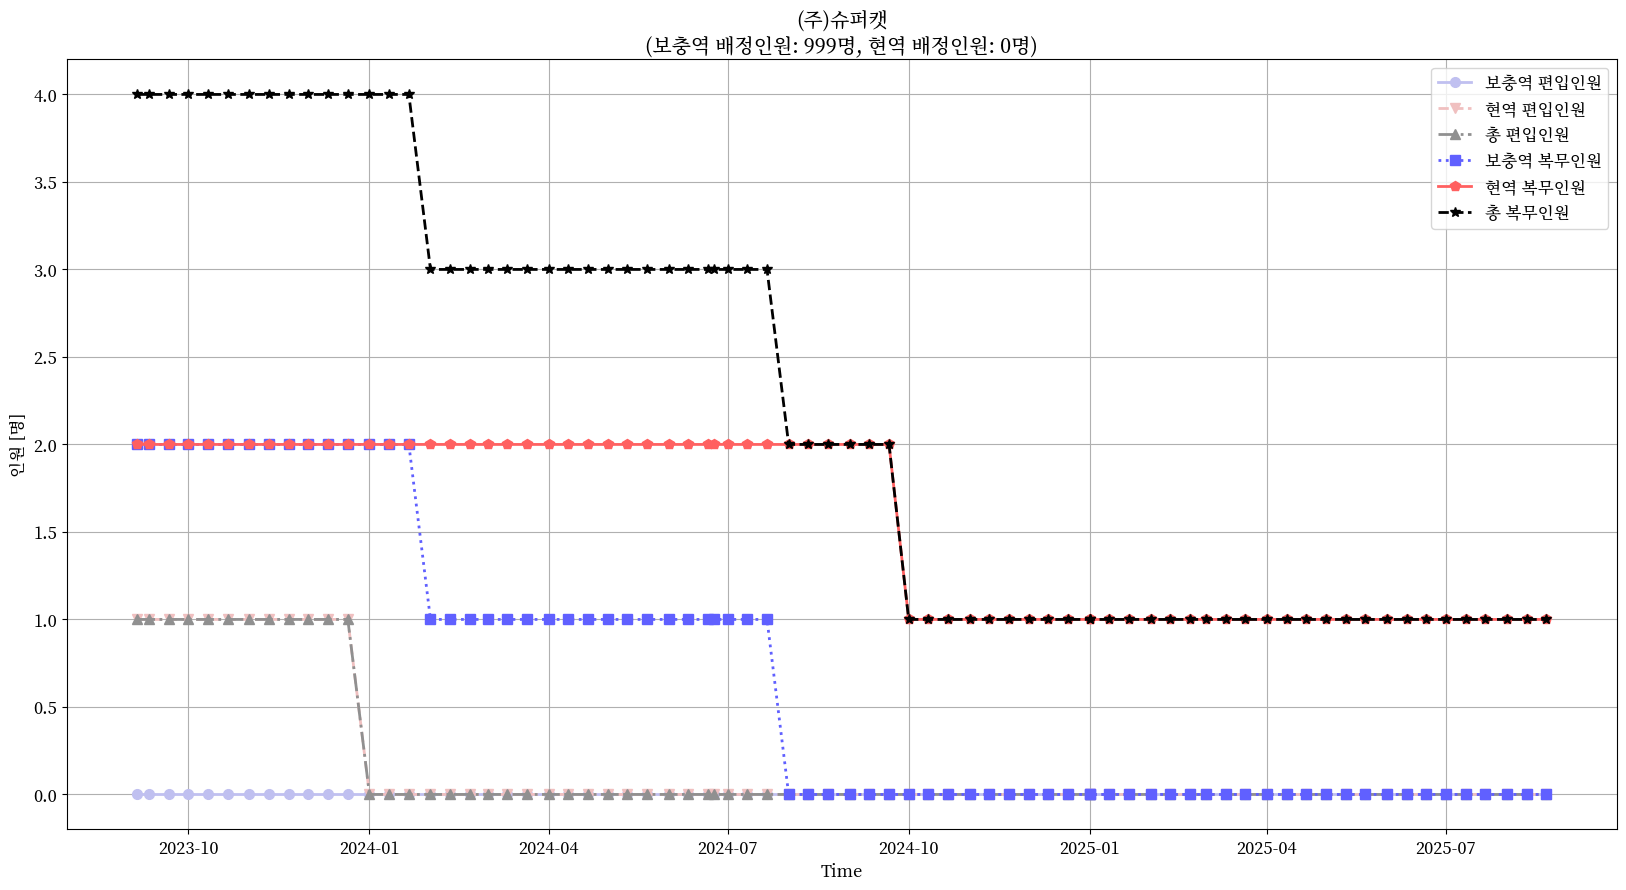 (주)슈퍼캣
(보충역 배정인원: 999명, 현역 배정인원: 0명)
보충역 편입인원
현역 편입인원
총 편입인원
보충역 복무인원
현역 복무인원
총 복무인원
인원 [명]
4.0
3.5
3.0
2.5
2.0
1.5
1.0
0.5
0.0
2023-10 2024-01 2024-04 2024-07 2024-10 2025-01 2025-04 2025-07
Time